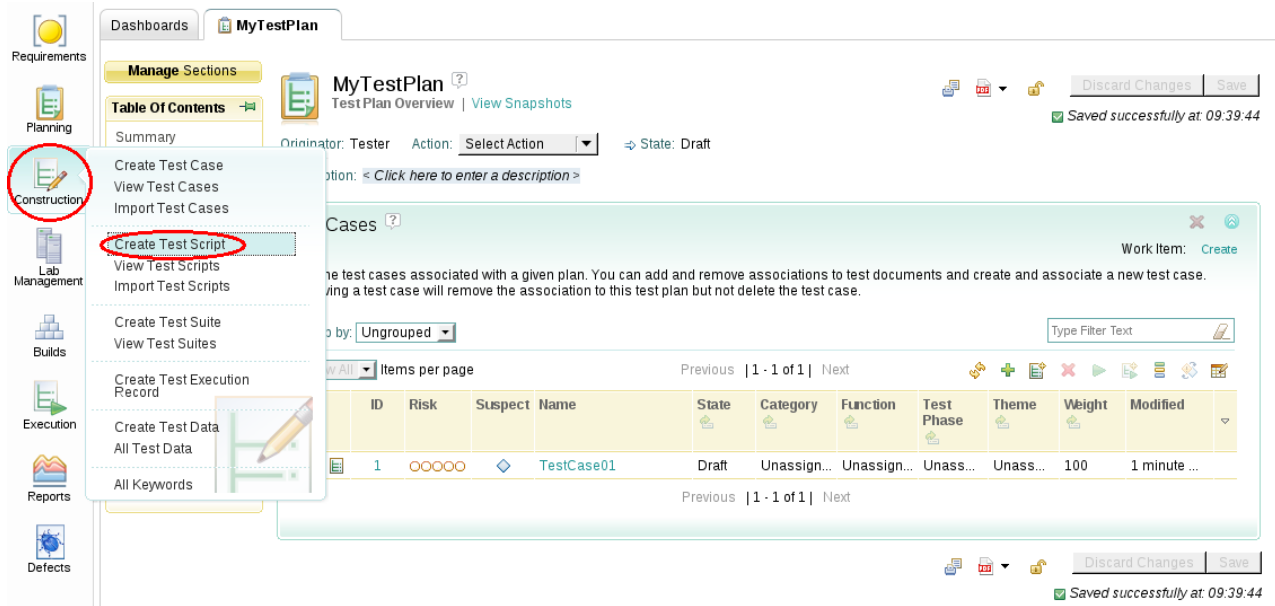 Dashboards
MyTestPlan
Requirements
Planning
Construction
Lab
Management
Builds
Execution
Reports
Defects
Manage Sections
Table Of Contents
Summary
Create Test Case
View Test Cases
Import Test Cases
Create Test Script
View Test Scripts
Import Test Scripts
Create Test Suite
View Test Suites
Create Test Execution
Record
Create Test Data
All Test Data
All Keywords
MyTestPlan ?
Test Plan Overview | View Snapshots
Discard Changes Save
Saved successfully at: 09:39:44
Originator: Tester Action: Select Action State: Draft
< Click here to enter a description >
Cases ?
Work Item: Create
test cases associated with a given plan. You can add and remove associations to test documents and create and associate a new test case.
a test case will remove the association to this test plan but not delete the test case.
by: Ungrouped
Type Filter Text
All Items per page
Previous | 1 - 1 of 1 | Next
ID Risk Suspect Name State Category Function Test Phase Theme Weight Modified
1 TestCase01 Draft Unassign... Unassign... Unass... Unass... 100 1 minute ...
Previous | 1 - 1 of 1 | Next
Discard Changes Save
Saved successfully at: 09:39:44